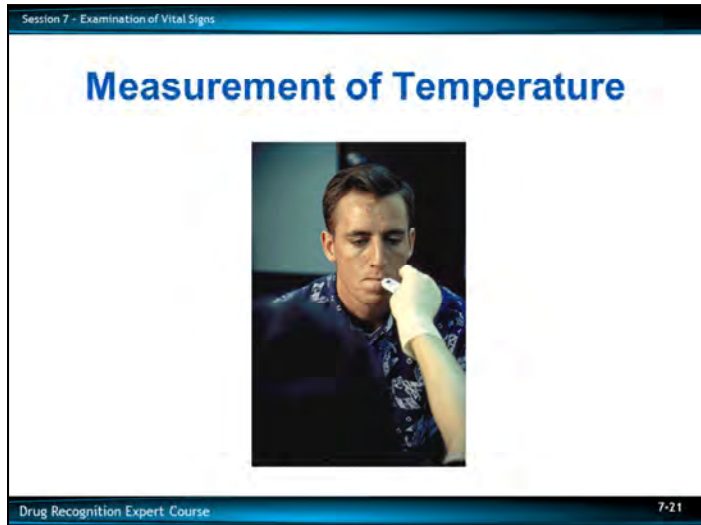 Session 7 - Examination of Vital Signs
Measurement of Temperature
Drug Recognition Expert Course
7-21